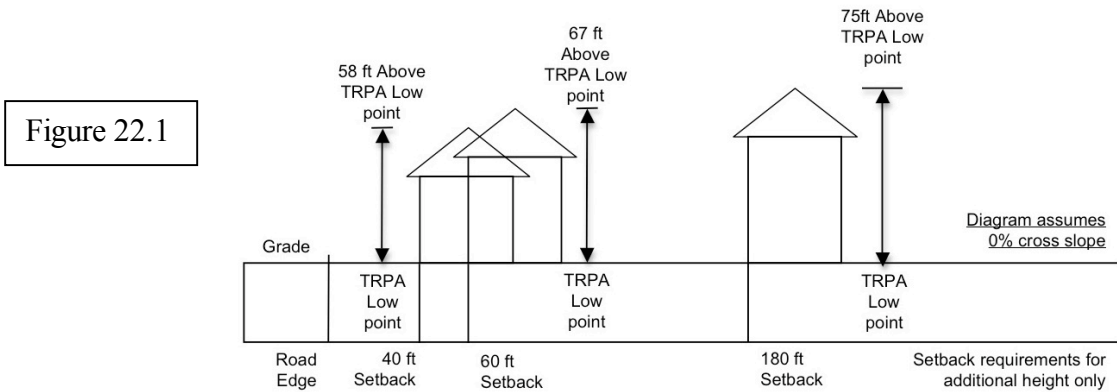 Figure 22.1
58 ft Above
TRPA Low
point
67 ft
Above
TRPA Low
point
75ft Above
TRPA Low
point
Diagram assumes
0% cross slope
Grade
TRPA
Low
point
TRPA
Low
point
TRPA
Low
point
Road
Edge
40 ft
Setback
60 ft
Setback
180 ft
Setback
Setback requirements for
additional height only